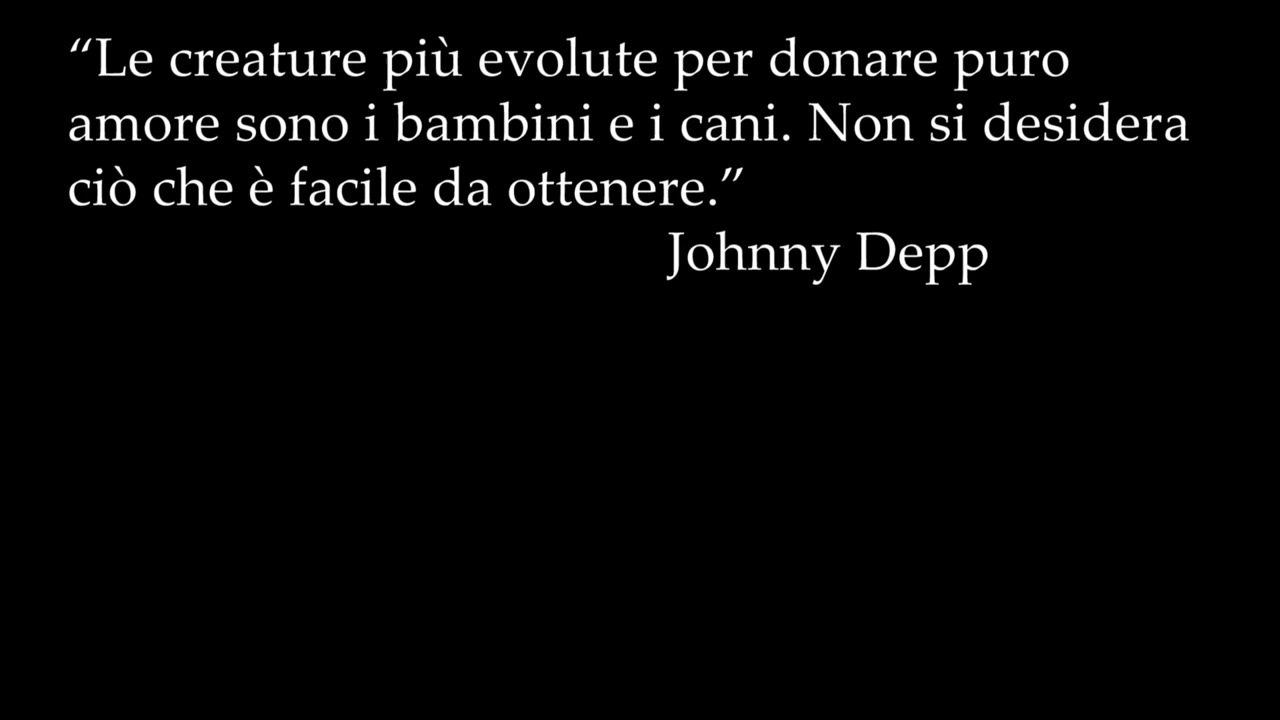 “Le creature più evolute per donare puro
amore sono i bambini e i cani. Non si desidera
ciò che è facile da ottenere.”
Johnny Depp